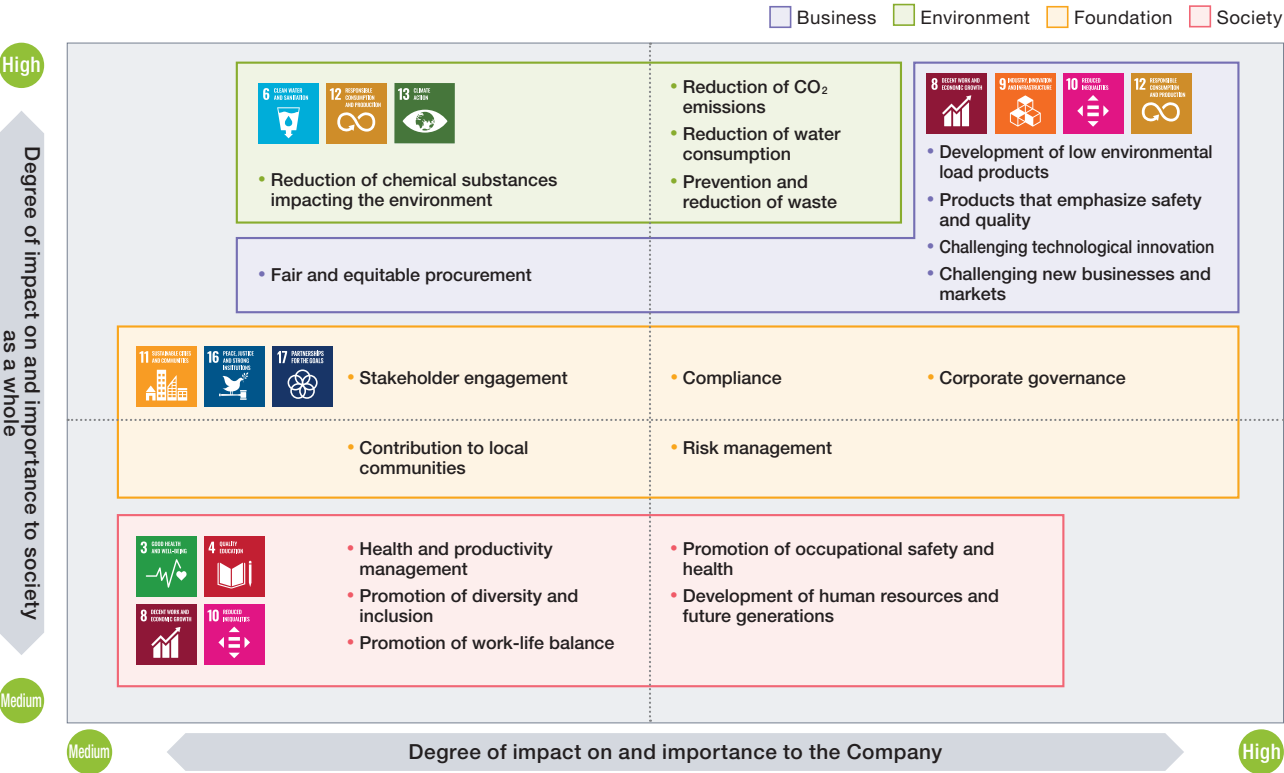 Business
Environment
Foundation
Society
High
Degree of impact on and importance to society
as a whole
Medium
6 CLEAN WATER
AND SANITATION
12 RESPONSIBLE
CONSUMPTION
AND PRODUCTION
13 CLIMATE
ACTION
• Reduction of chemical substances
impacting the environment
• Reduction of CO₂
emissions
• Reduction of water
consumption
• Prevention and
reduction of waste
8 DECENT WORK AND
ECONOMIC GROWTH
9 INDUSTRY, INNOVATION
AND INFRASTRUCTURE
10 REDUCED
INEQUALITIES
12 RESPONSIBLE
CONSUMPTION
AND PRODUCTION
• Development of low environmental
load products
• Products that emphasize safety
and quality
• Challenging technological innovation
• Challenging new businesses and
markets
• Fair and equitable procurement
11 SUSTAINABLE CITIES
AND COMMUNITIES
16 PEACE, JUSTICE
AND STRONG
INSTITUTIONS
17 PARTNERSHIPS
FOR THE GOALS
• Stakeholder engagement
• Compliance
• Corporate governance
• Contribution to local
communities
• Risk management
3 GOOD HEALTH
AND WELL-BEING
4 QUALITY
EDUCATION
8 DECENT WORK AND
ECONOMIC GROWTH
10 REDUCED
INEQUALITIES
• Health and productivity
management
• Promotion of diversity and
inclusion
• Promotion of work-life balance
• Promotion of occupational safety and
health
• Development of human resources and
future generations
Medium
Degree of impact on and importance to the Company
High